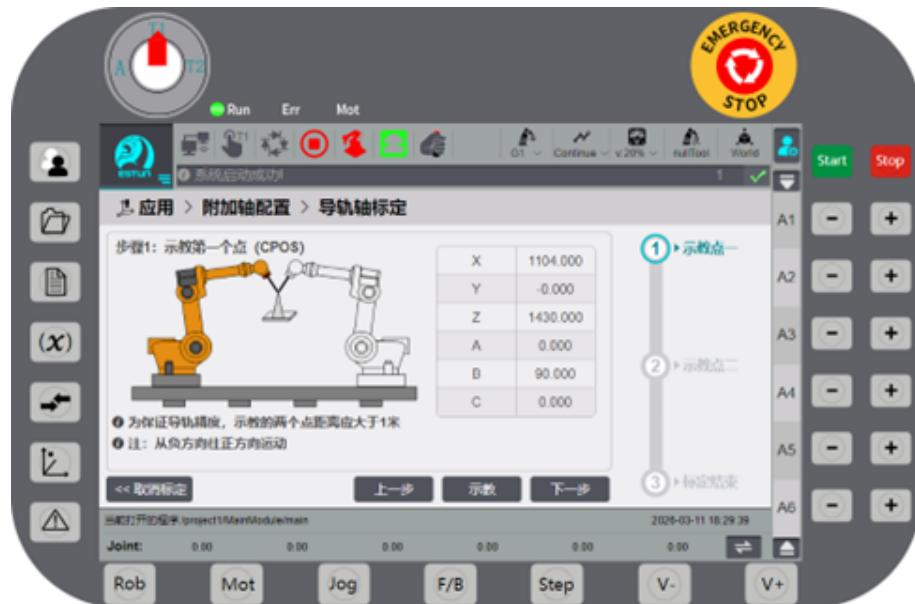 T1
A
T2
EMERGENCY
STOP
Run Err Mot
T1
G1 Continue v:20% nullTool World
ESTUN
系统启动成功!
1
Start
Stop
应用 > 附加轴配置 > 导轨轴标定
步骤1: 示教第一个点 (CPOS)
X 1104.000
Y -0.000
Z 1430.000
A 0.000
B 90.000
C 0.000
1 示教点一
2 示教点二
3 标定结束
为保证导轨精度，示教的两个点距离应大于1米
注: 从负方向往正方向运动
<< 取消标定
上一步
示教
下一步
当前打开的程序:/project1/MainModule/main
2026-03-11 18:29:39
Joint: 0.00 0.00 0.00 0.00 0.00 0.00
A1 - +
A2 - +
A3 - +
A4 - +
A5 - +
A6 - +
(x)
Rob Mot Jog F/B Step V- V+